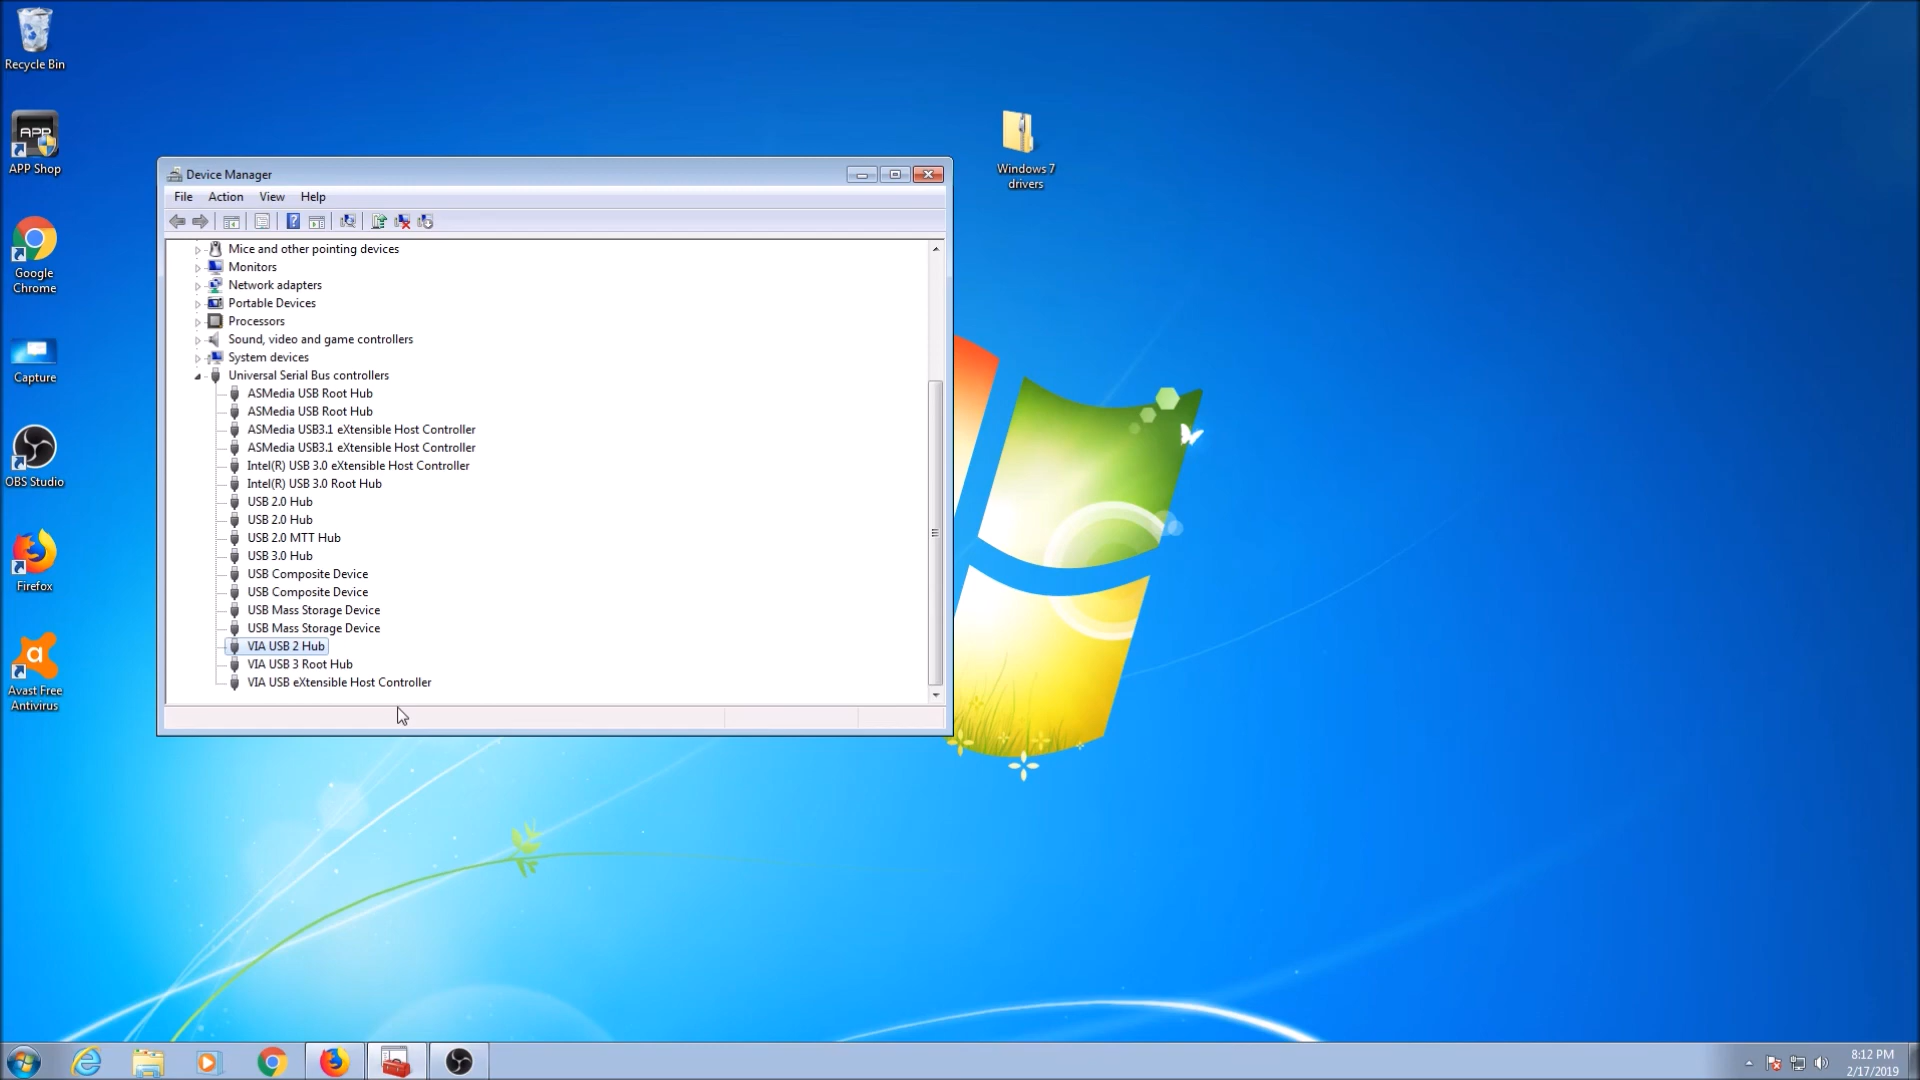 Recycle Bin
APP
APP Shop
Google
Chrome
Capture
OBS Studio
Firefox
Avast Free
Antivirus
Windows 7
drivers
Device Manager
File Action View Help
Mice and other pointing devices
Monitors
Network adapters
Portable Devices
Processors
Sound, video and game controllers
System devices
Universal Serial Bus controllers
ASMedia USB Root Hub
ASMedia USB Root Hub
ASMedia USB3.1 eXtensible Host Controller
ASMedia USB3.1 eXtensible Host Controller
Intel(R) USB 3.0 eXtensible Host Controller
Intel(R) USB 3.0 Root Hub
USB 2.0 Hub
USB 2.0 Hub
USB 2.0 MTT Hub
USB 3.0 Hub
USB Composite Device
USB Composite Device
USB Mass Storage Device
USB Mass Storage Device
VIA USB 2 Hub
VIA USB 3 Root Hub
VIA USB eXtensible Host Controller
8:12 PM
2/17/2019